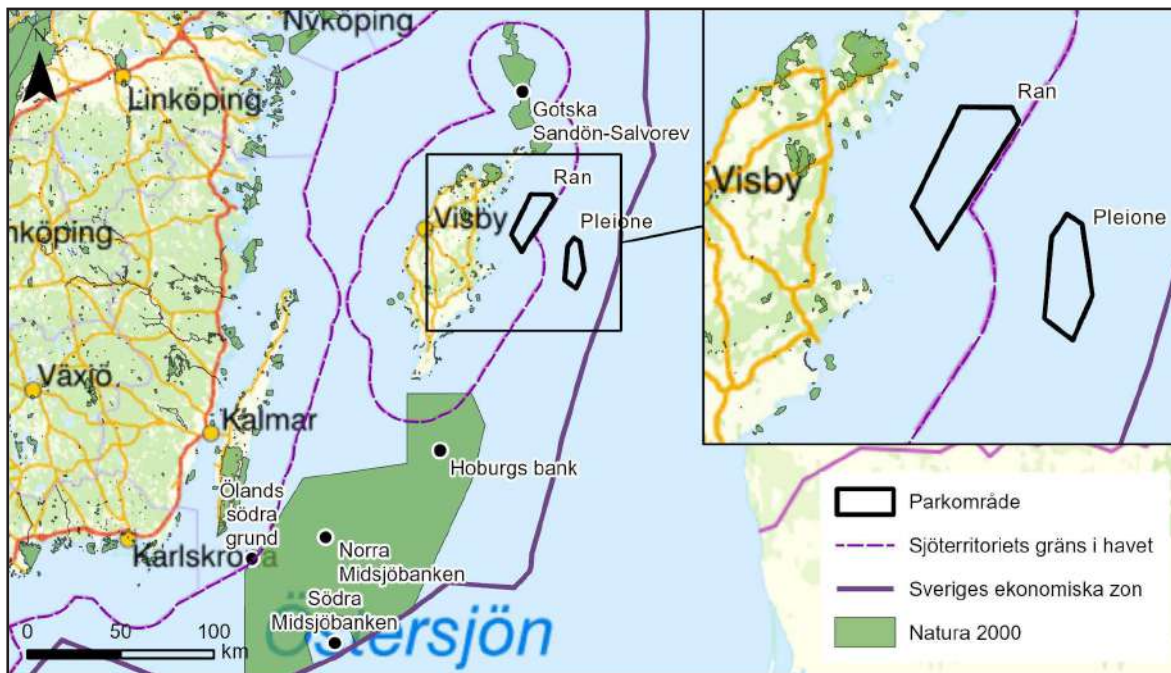 Nyköping
N
Linköping
Gotska
Sandön-Salvorev
Ran
Visby
Pleione
nköping
Växjö
Kalmar
Hoburgs bank
Ölands
södra
grund
Karlskrona
Norra
Midsjöbanken
Södra
Midsjöbanken
Östersjön
0 50 100
km
Ran
Visby
Pleione
Parkområde
Sjöterritoriets gräns i havet
Sveriges ekonomiska zon
Natura 2000